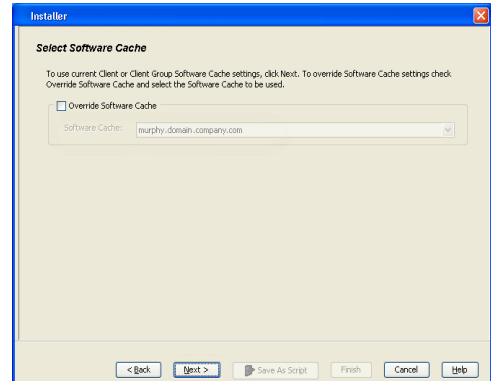 Installer
Select Software Cache
To use current Client or Client Group Software Cache settings, click Next. To override Software Cache settings check
Override Software Cache and select the Software Cache to be used.
Override Software Cache
Software Cache: murphy.domain.company.com
< Back Next > Save As Script Finish Cancel Help